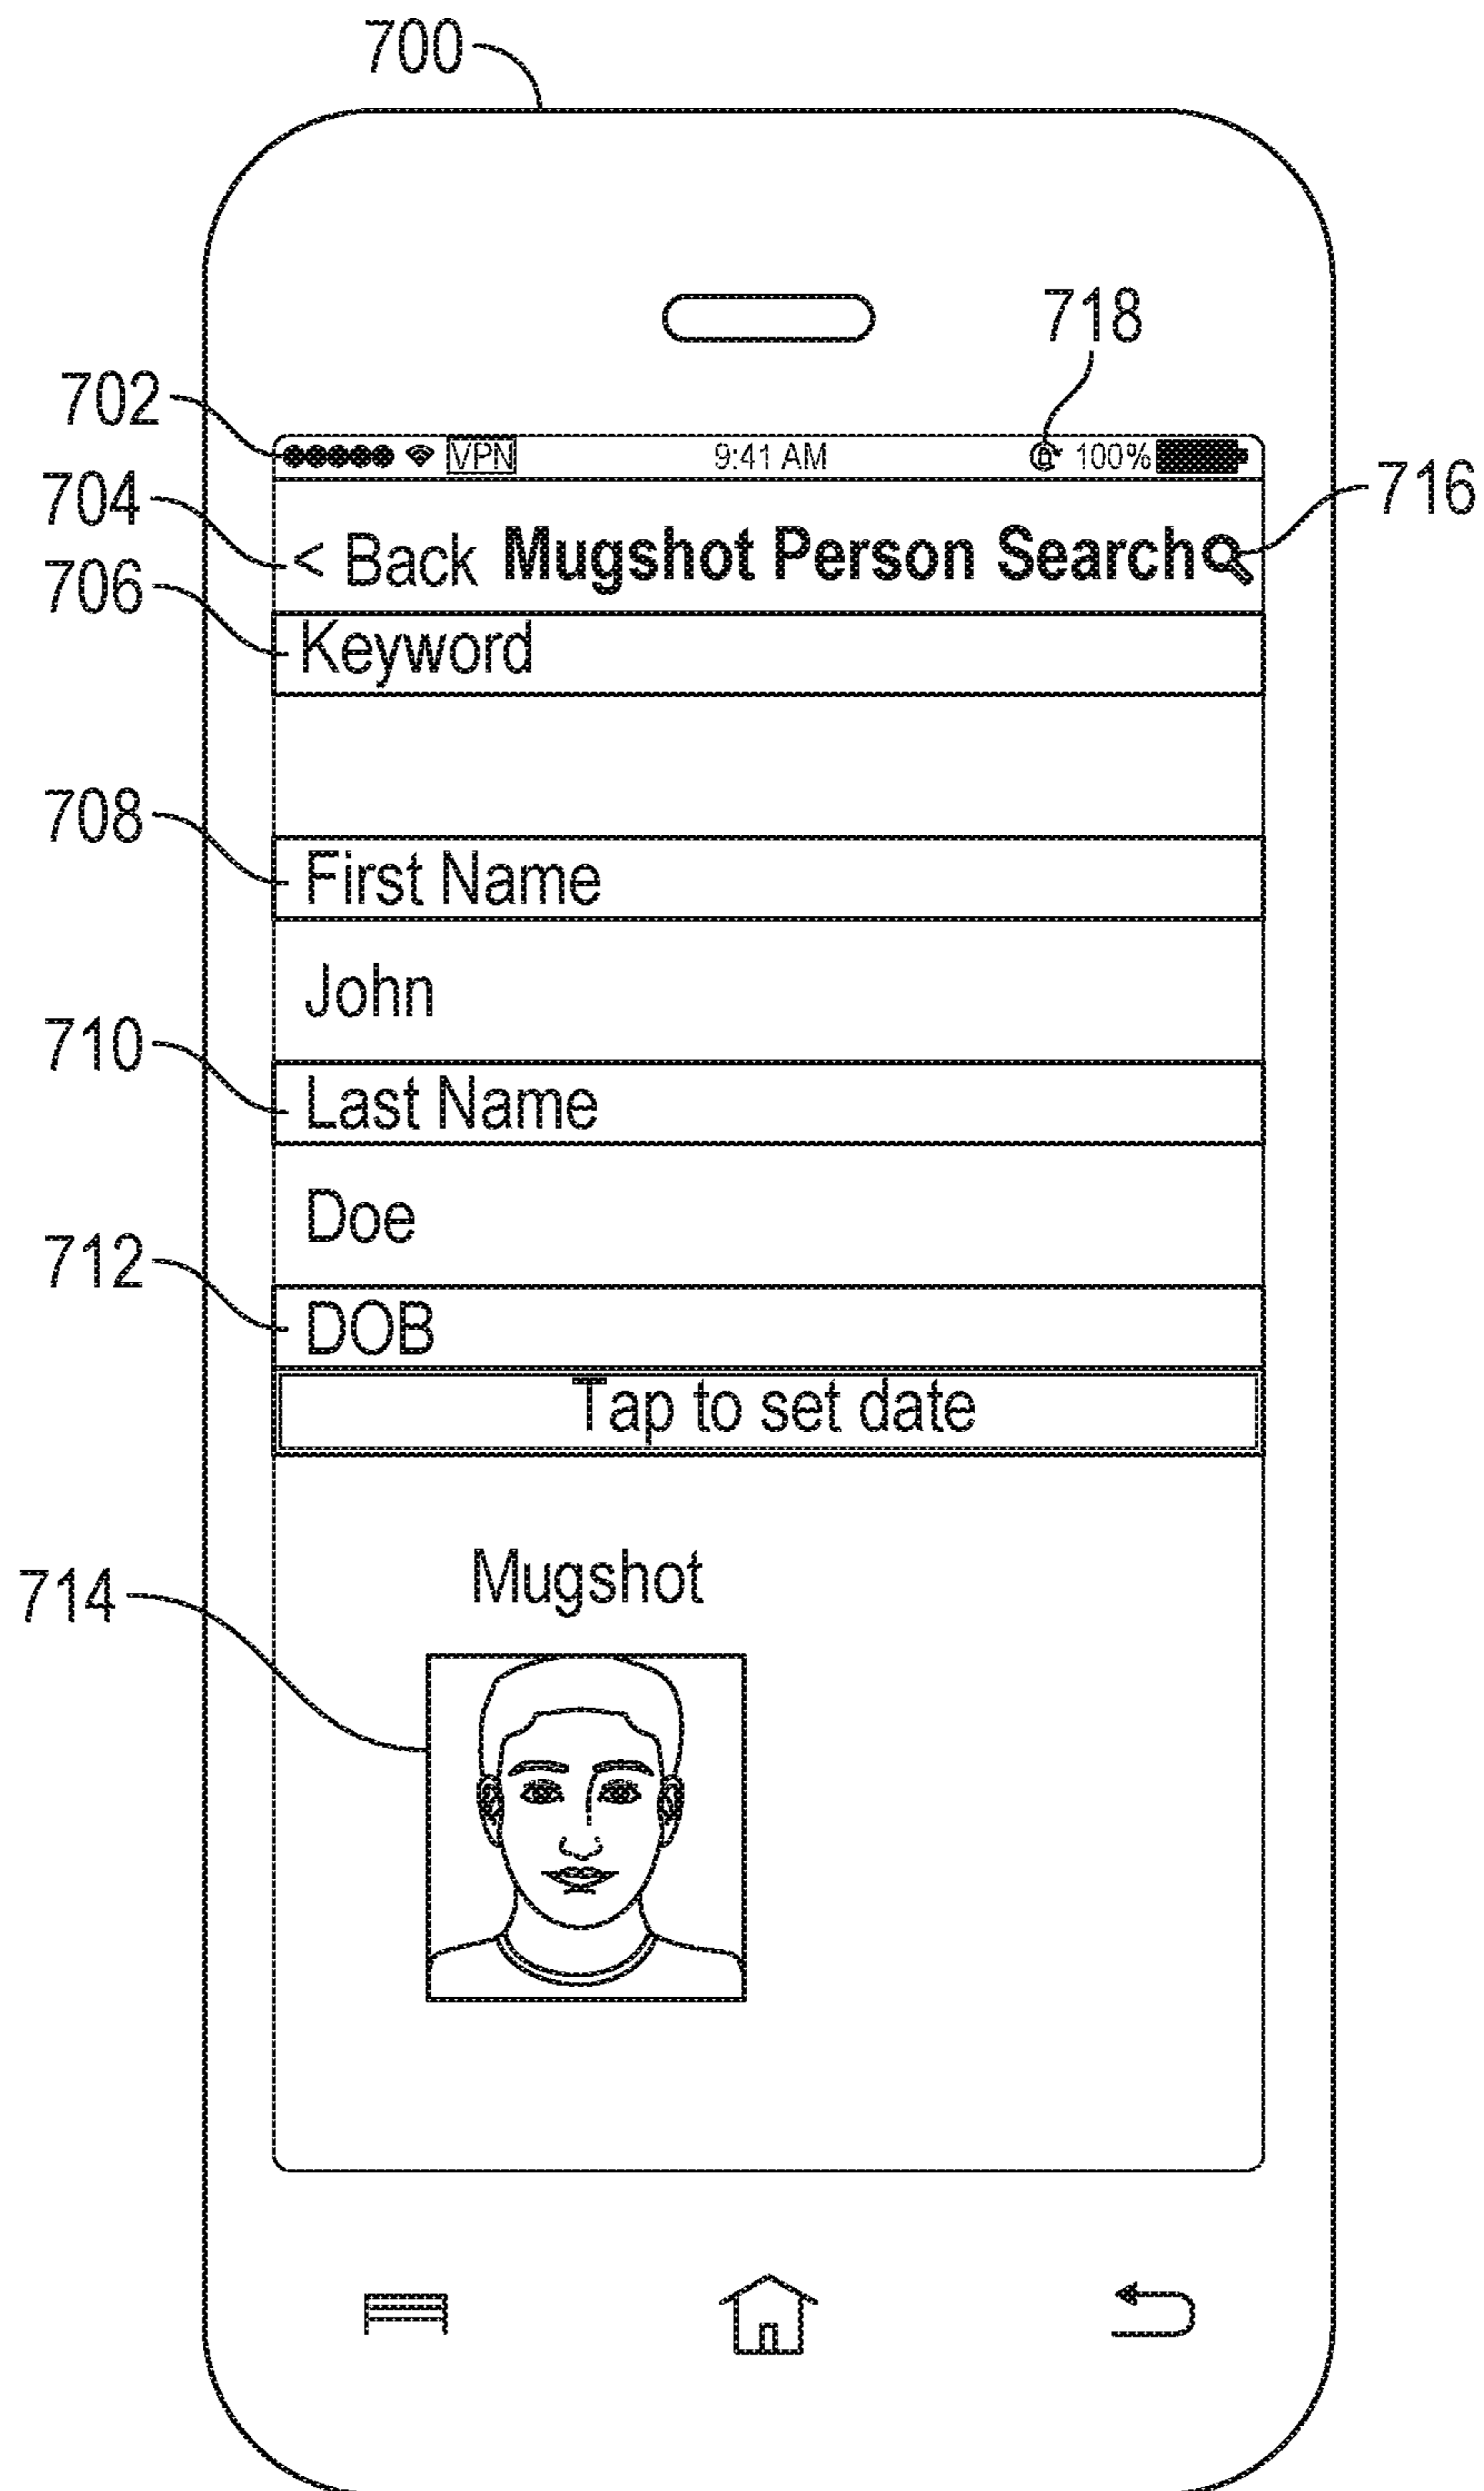 700
718
702
VPN 9:41 AM 100%
716
704
< Back Mugshot Person Search
706
Keyword
708
First Name
John
710
Last Name
Doe
712
DOB
Tap to set date
Mugshot
714